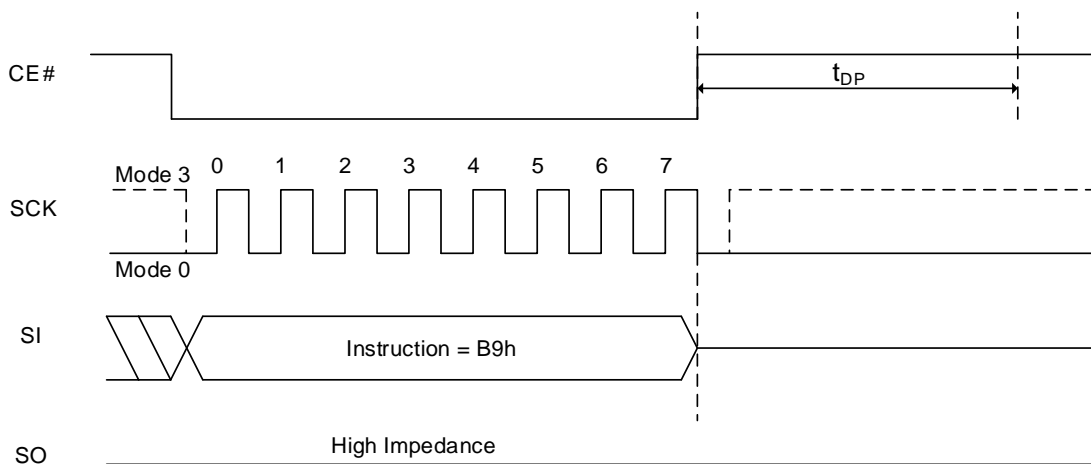 CE#
tDP
Mode 3
0 1 2 3 4 5 6 7
SCK
Mode 0
SI
Instruction = B9h
High Impedance
SO